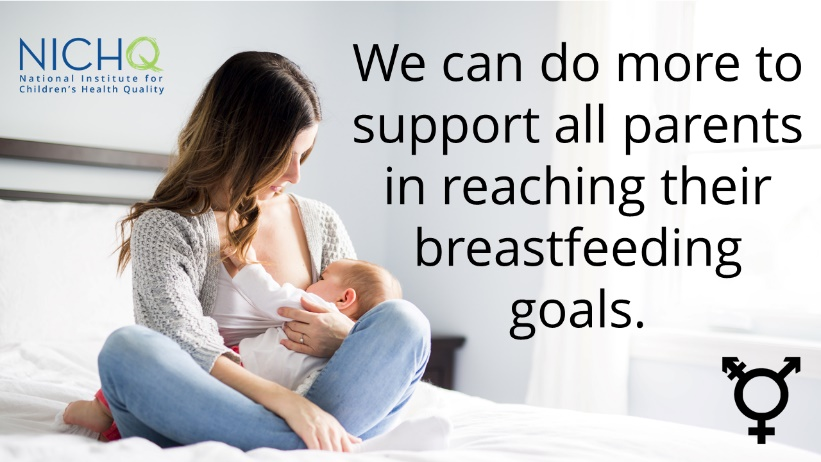 NICHQ
National Institute for
Children's Health Quality
We can do more to
support all parents
in reaching their
breastfeeding
goals.